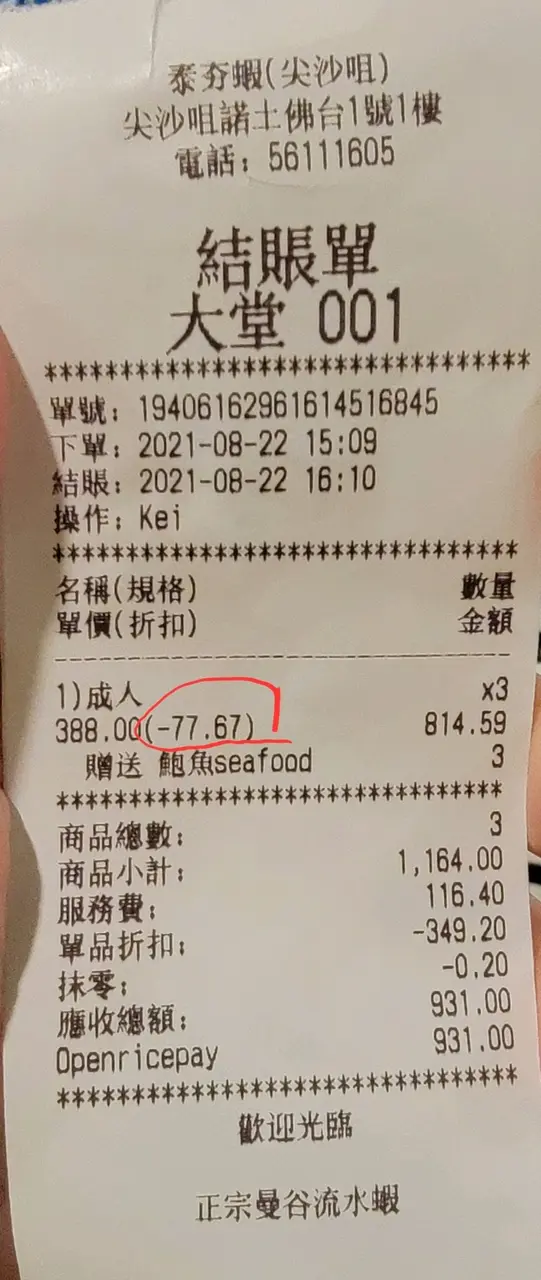 泰夯蝦(尖沙咀)
尖沙咀諾士佛台1號1樓
電話: 56111605
結賬單
大堂 001
********************************
單號: 19406162961614516845
下單: 2021-08-22 15:09
結賬: 2021-08-22 16:10
操作: Kei
********************************
名稱(規格) 數量
單價(折扣) 金額
--------------------------------
1)成人 x3
388.00(-77.67) 814.59
贈送 鮑魚seafood 3
********************************
商品總數: 3
商品小計: 1,164.00
服務費: 116.40
單品折扣: -349.20
抹零: -0.20
應收總額: 931.00
Openricepay 931.00
********************************
歡迎光臨
正宗曼谷流水蝦